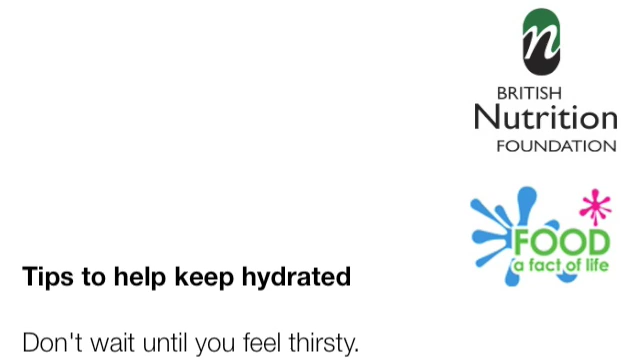 n
BRITISH
Nutrition
FOUNDATION
FOOD
a fact of life
Tips to help keep hydrated
Don't wait until you feel thirsty.